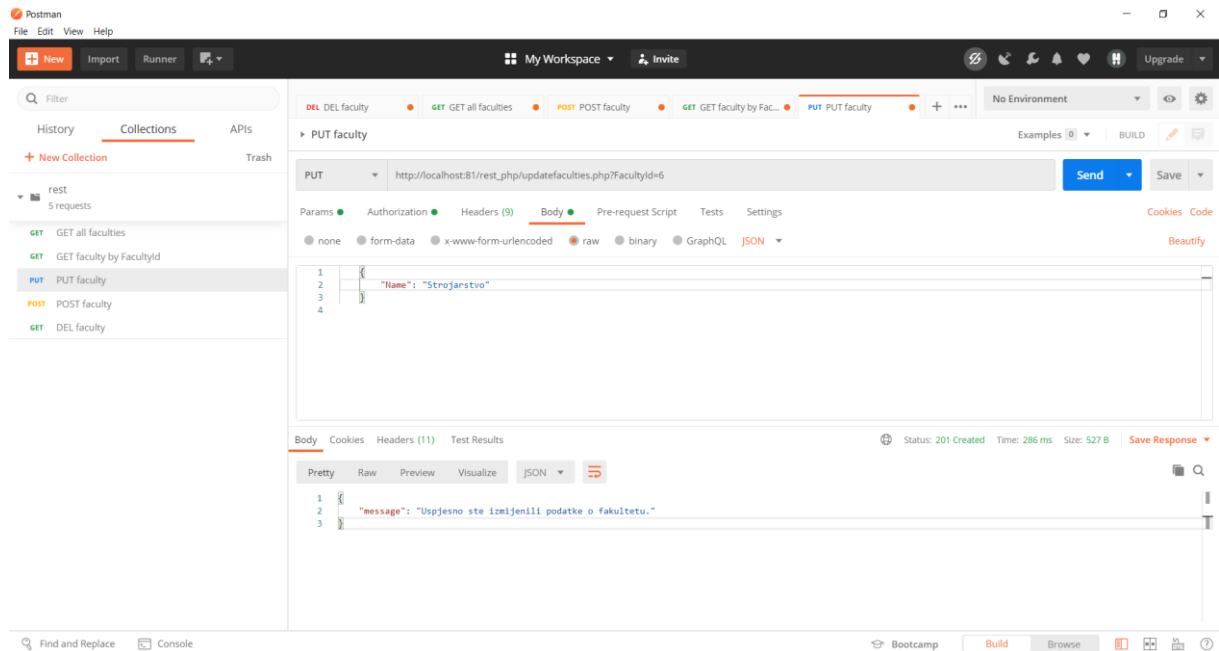 Postman
File Edit View Help
New Import Runner My Workspace Invite H Upgrade
Filter
History Collections APIs
+ New Collection Trash
rest
5 requests
GET GET all faculties
GET GET faculty by FacultyId
PUT PUT faculty
POST POST faculty
GET DEL faculty
DEL DEL faculty GET GET all faculties POST POST faculty GET GET faculty by Fac... PUT PUT faculty + ••• No Environment
PUT faculty Examples 0 BUILD
PUT http://localhost:81/rest_php/updatefaculties.php?FacultyId=6 Send Save
Params Authorization Headers (9) Body Pre-request Script Tests Settings Cookies Code
none form-data x-www-form-urlencoded raw binary GraphQL JSON Beautify
1 {
2 "Name": "Strojarstvo"
3 }
4
Body Cookies Headers (11) Test Results Status: 201 Created Time: 286 ms Size: 527 B Save Response
Pretty Raw Preview Visualize JSON
1 {
2 "message": "Uspjesno ste izmijenili podatke o fakultetu."
3 }
Find and Replace Console Bootcamp Build Browse